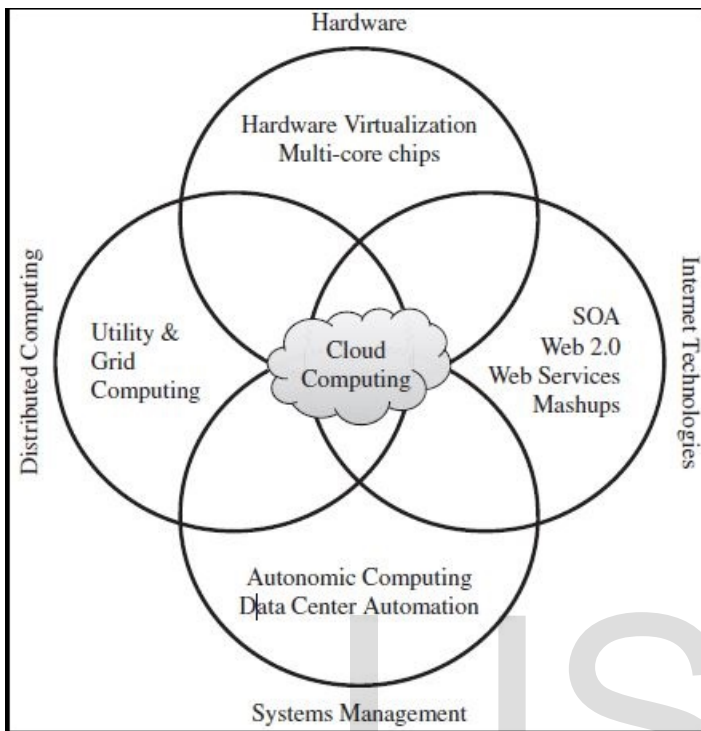 Hardware
Hardware Virtualization
Multi-core chips
Distributed Computing
Utility &
Grid
Computing
Cloud
Computing
SOA
Web 2.0
Web Services
Mashups
Internet Technologies
Autonomic Computing
Data Center Automation
Systems Management